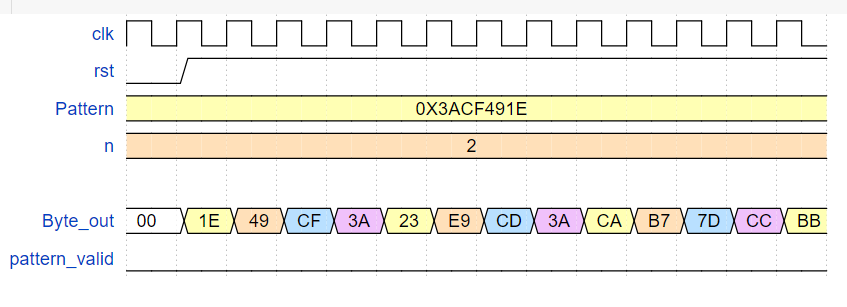 clk
rst
Pattern 0X3ACF491E
n 2
Byte_out 00 1E 49 CF 3A 23 E9 CD 3A CA B7 7D CC BB
pattern_valid